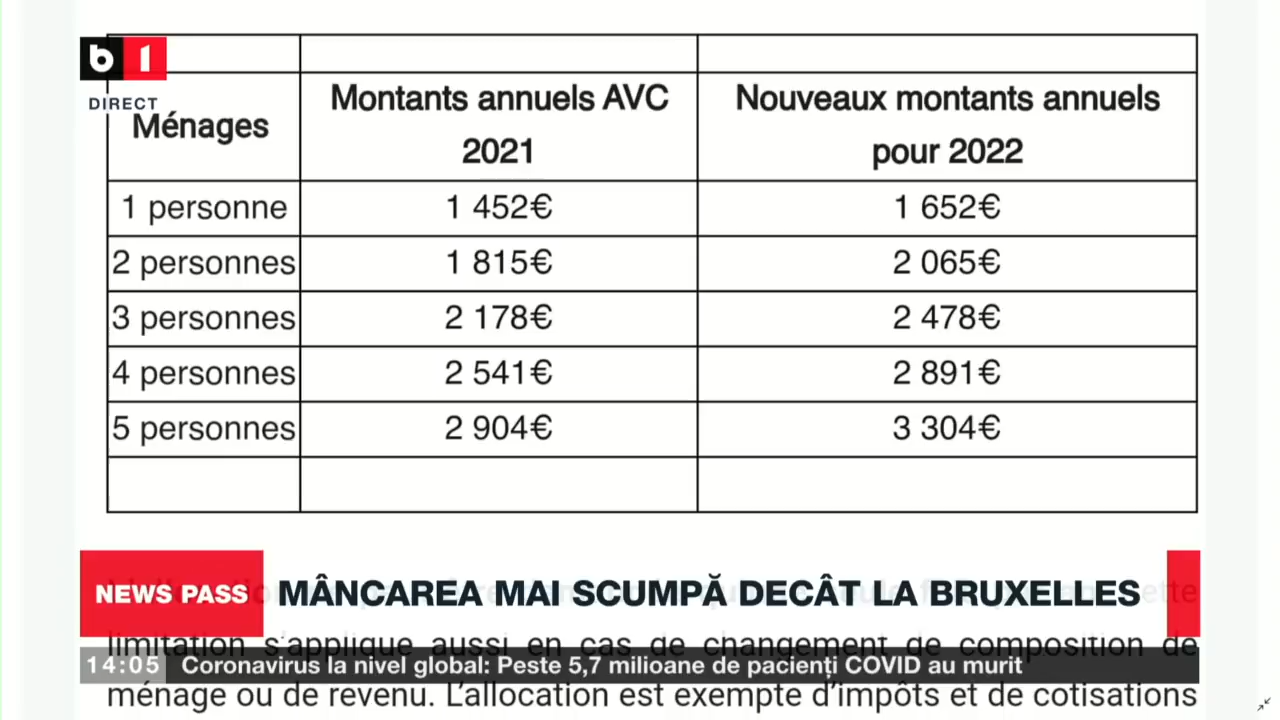 b1
DIRECT
Ménages
Montants annuels AVC
2021
Nouveaux montants annuels
pour 2022
1 personne 1 452€ 1 652€
2 personnes 1 815€ 2 065€
3 personnes 2 178€ 2 478€
4 personnes 2 541€ 2 891€
5 personnes 2 904€ 3 304€
NEWS PASS MÂNCAREA MAI SCUMPĂ DECÂT LA BRUXELLES
limitation s'applique aussi en cas de changement de composition de
14:05 Coronavirus la nivel global: Peste 5,7 milioane de pacienți COVID au murit
ménage ou de revenu. L'allocation est exempte d'impôts et de cotisations